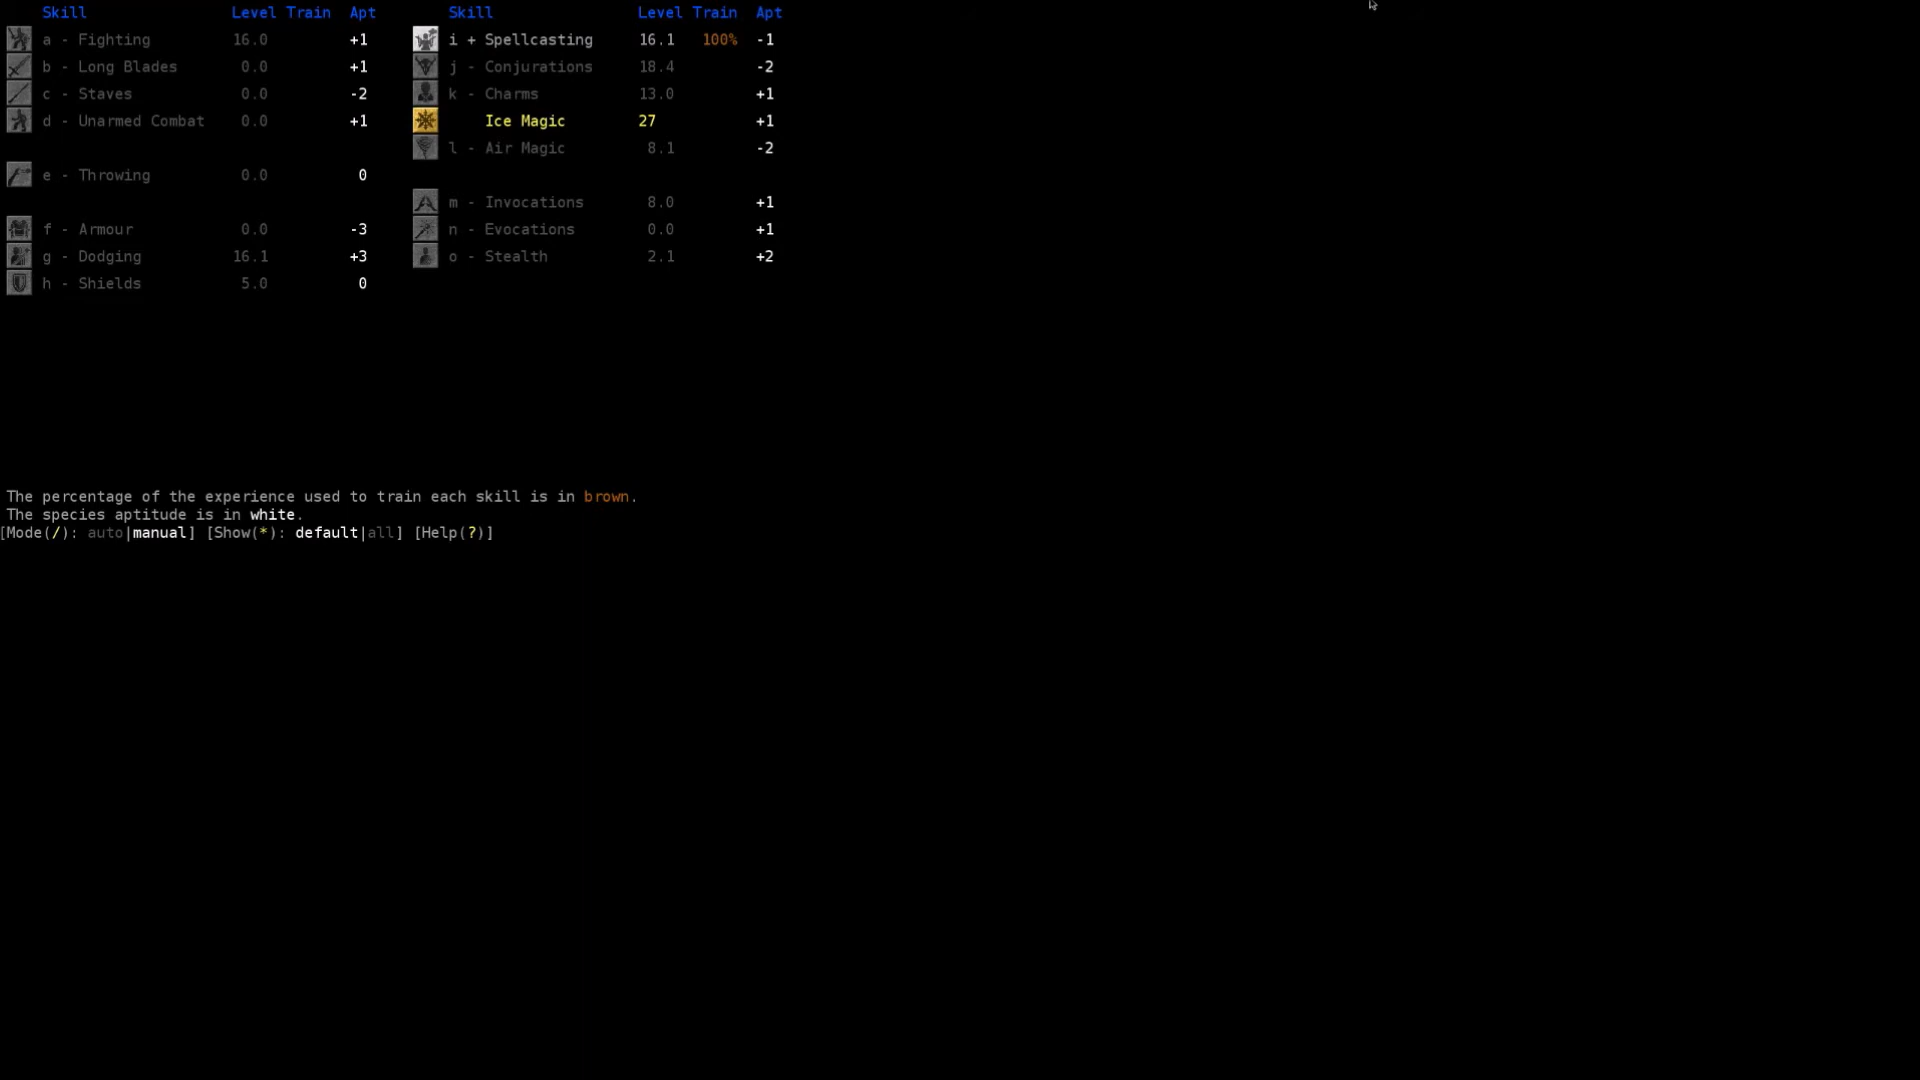 Skill Level Train Apt Skill Level Train Apt
a - Fighting 16.0 +1 i + Spellcasting 16.1 100% -1
b - Long Blades 0.0 +1 j - Conjurations 18.4 -2
c - Staves 0.0 -2 k - Charms 13.0 +1
d - Unarmed Combat 0.0 +1 Ice Magic 27 +1
l - Air Magic 8.1 -2
e - Throwing 0.0 0
m - Invocations 8.0 +1
f - Armour 0.0 -3 n - Evocations 0.0 +1
g - Dodging 16.1 +3 o - Stealth 2.1 +2
h - Shields 5.0 0
The percentage of the experience used to train each skill is in brown.
The species aptitude is in white.
[Mode(/): auto|manual] [Show(*): default|all] [Help(?)]